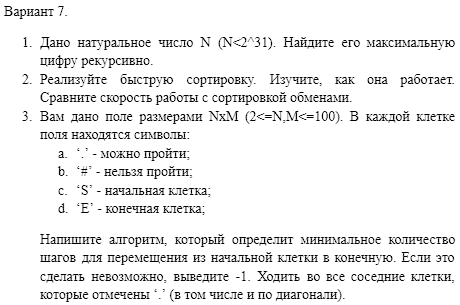 Вариант 7.
1. Дано натуральное число N (N<2^31). Найдите его максимальную
цифру рекурсивно.
2. Реализуйте быструю сортировку. Изучите, как она работает.
Сравните скорость работы с сортировкой обменами.
3. Вам дано поле размерами NxM (2<=N,M<=100). В каждой клетке
поля находятся символы:
a. ‘.’ - можно пройти;
b. ‘#’ - нельзя пройти;
c. ‘S’ - начальная клетка;
d. ‘E’ - конечная клетка;
Напишите алгоритм, который определит минимальное количество
шагов для перемещения из начальной клетки в конечную. Если это
сделать невозможно, выведите -1. Ходить во все соседние клетки,
которые отмечены ‘.’ (в том числе и по диагонали).